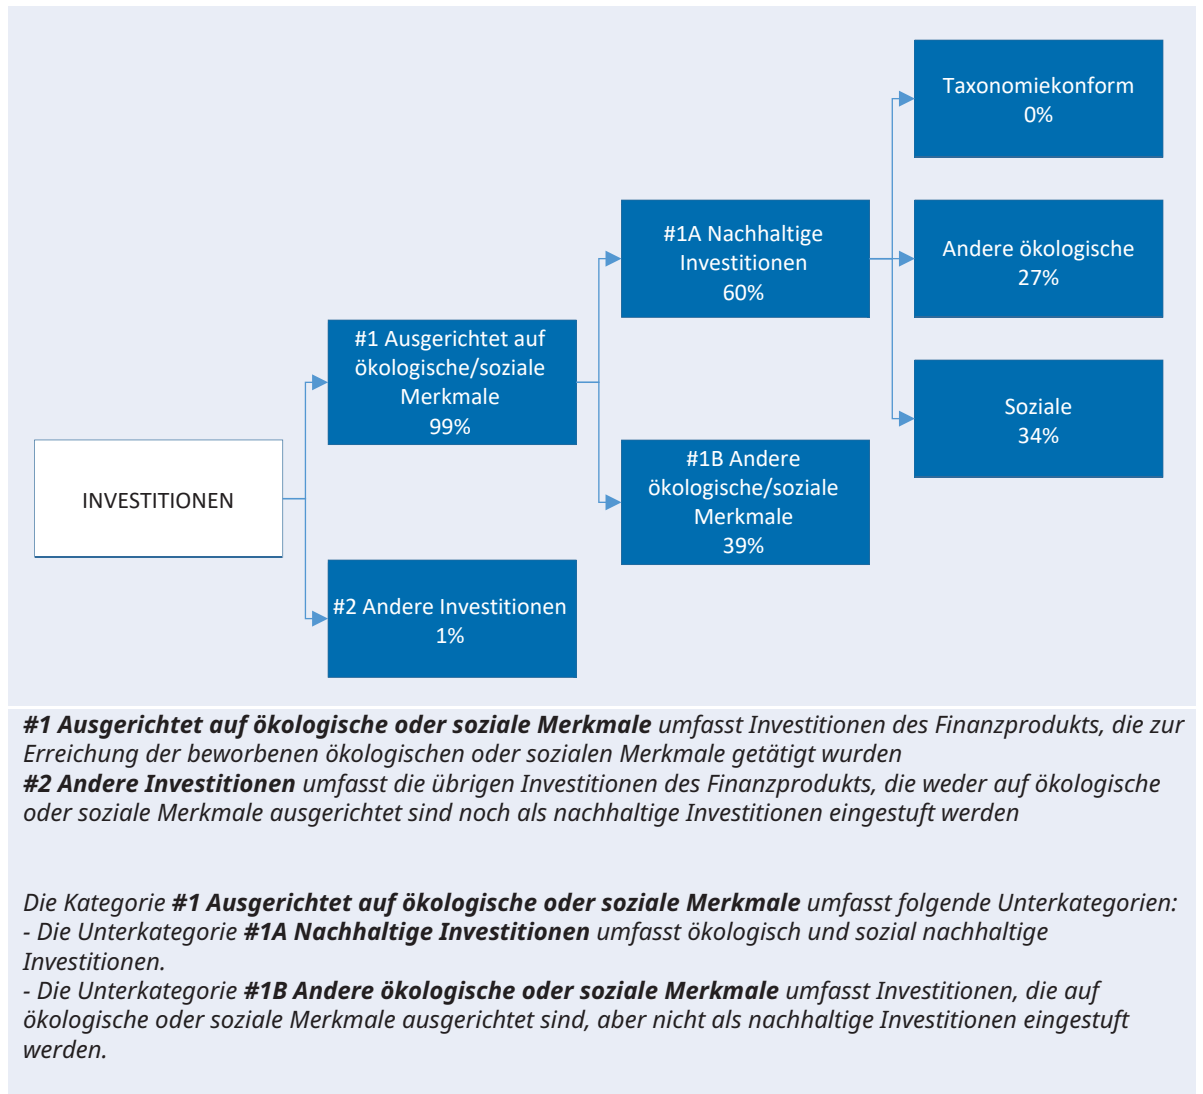 Taxonomiekonform
0%
#1A Nachhaltige
Investitionen
60%
Andere ökologische
27%
#1 Ausgerichtet auf
ökologische/soziale
Merkmale
99%
Soziale
34%
INVESTITIONEN
#1B Andere
ökologische/soziale
Merkmale
39%
#2 Andere Investitionen
1%
#1 Ausgerichtet auf ökologische oder soziale Merkmale umfasst Investitionen des Finanzprodukts, die zur
Erreichung der beworbenen ökologischen oder sozialen Merkmale getätigt wurden
#2 Andere Investitionen umfasst die übrigen Investitionen des Finanzprodukts, die weder auf ökologische
oder soziale Merkmale ausgerichtet sind noch als nachhaltige Investitionen eingestuft werden
Die Kategorie #1 Ausgerichtet auf ökologische oder soziale Merkmale umfasst folgende Unterkategorien:
- Die Unterkategorie #1A Nachhaltige Investitionen umfasst ökologisch und sozial nachhaltige
Investitionen.
- Die Unterkategorie #1B Andere ökologische oder soziale Merkmale umfasst Investitionen, die auf
ökologische oder soziale Merkmale ausgerichtet sind, aber nicht als nachhaltige Investitionen eingestuft
werden.